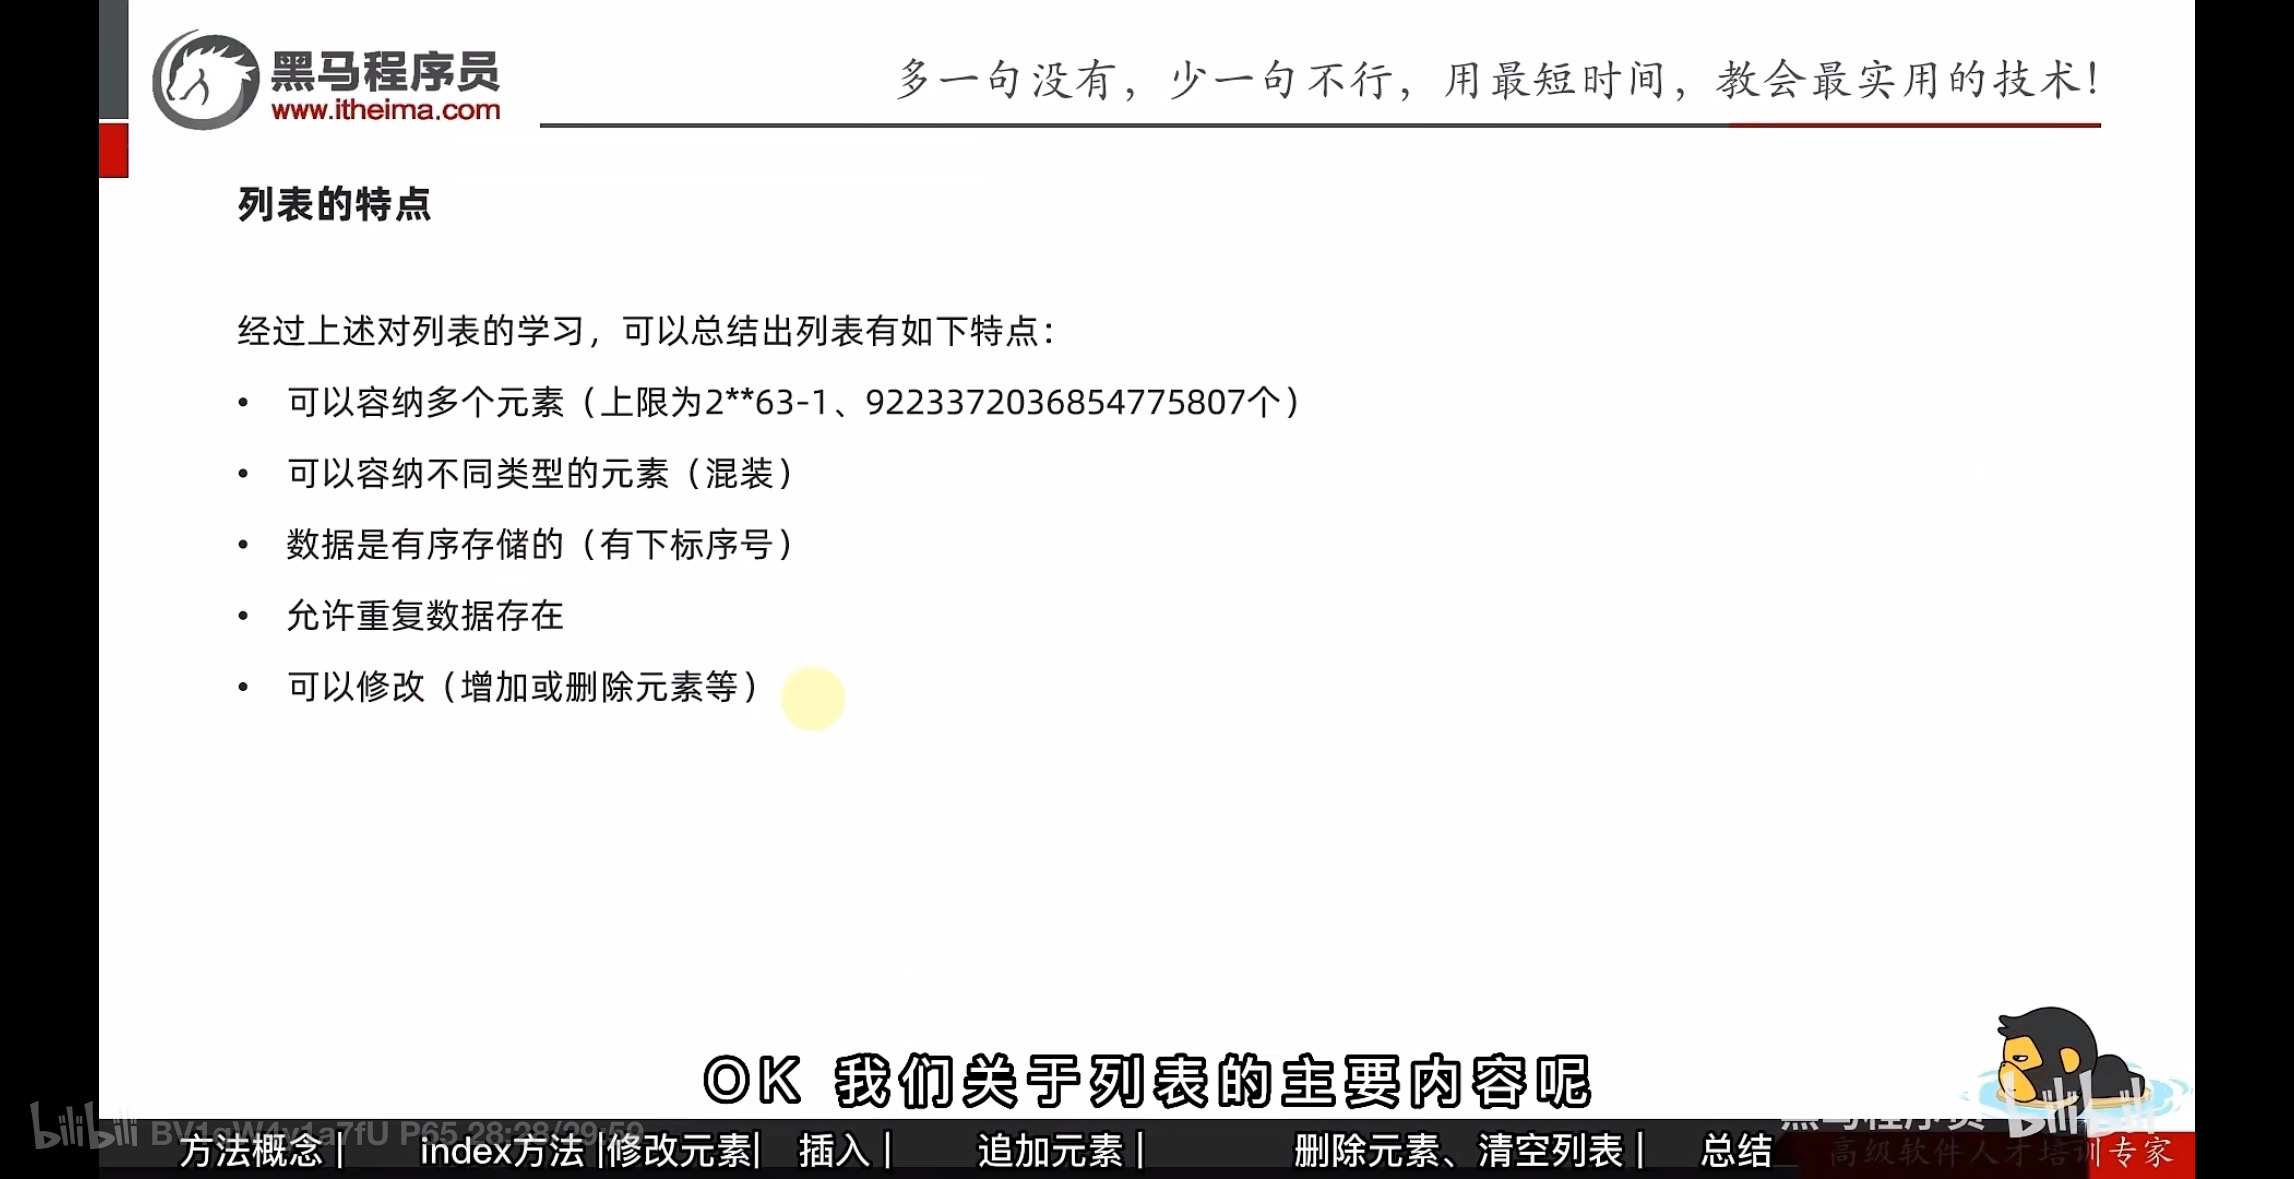 黑马程序员
www.itheima.com
多一句没有，少一句不行，用最短时间，教会最实用的技术！
列表的特点
经过上述对列表的学习，可以总结出列表有如下特点：
• 可以容纳多个元素（上限为2**63-1、9223372036854775807个）
• 可以容纳不同类型的元素（混装）
• 数据是有序存储的（有下标序号）
• 允许重复数据存在
• 可以修改（增加或删除元素等）
OK 我们关于列表的主要内容呢
黑马程序员 bilibili
bilibili BV1qW4y1a7fU P65 28:28/29:59
方法概念 | index方法 |修改元素| 插入 | 追加元素 | 删除元素、清空列表 | 总结
高级软件人才培训专家